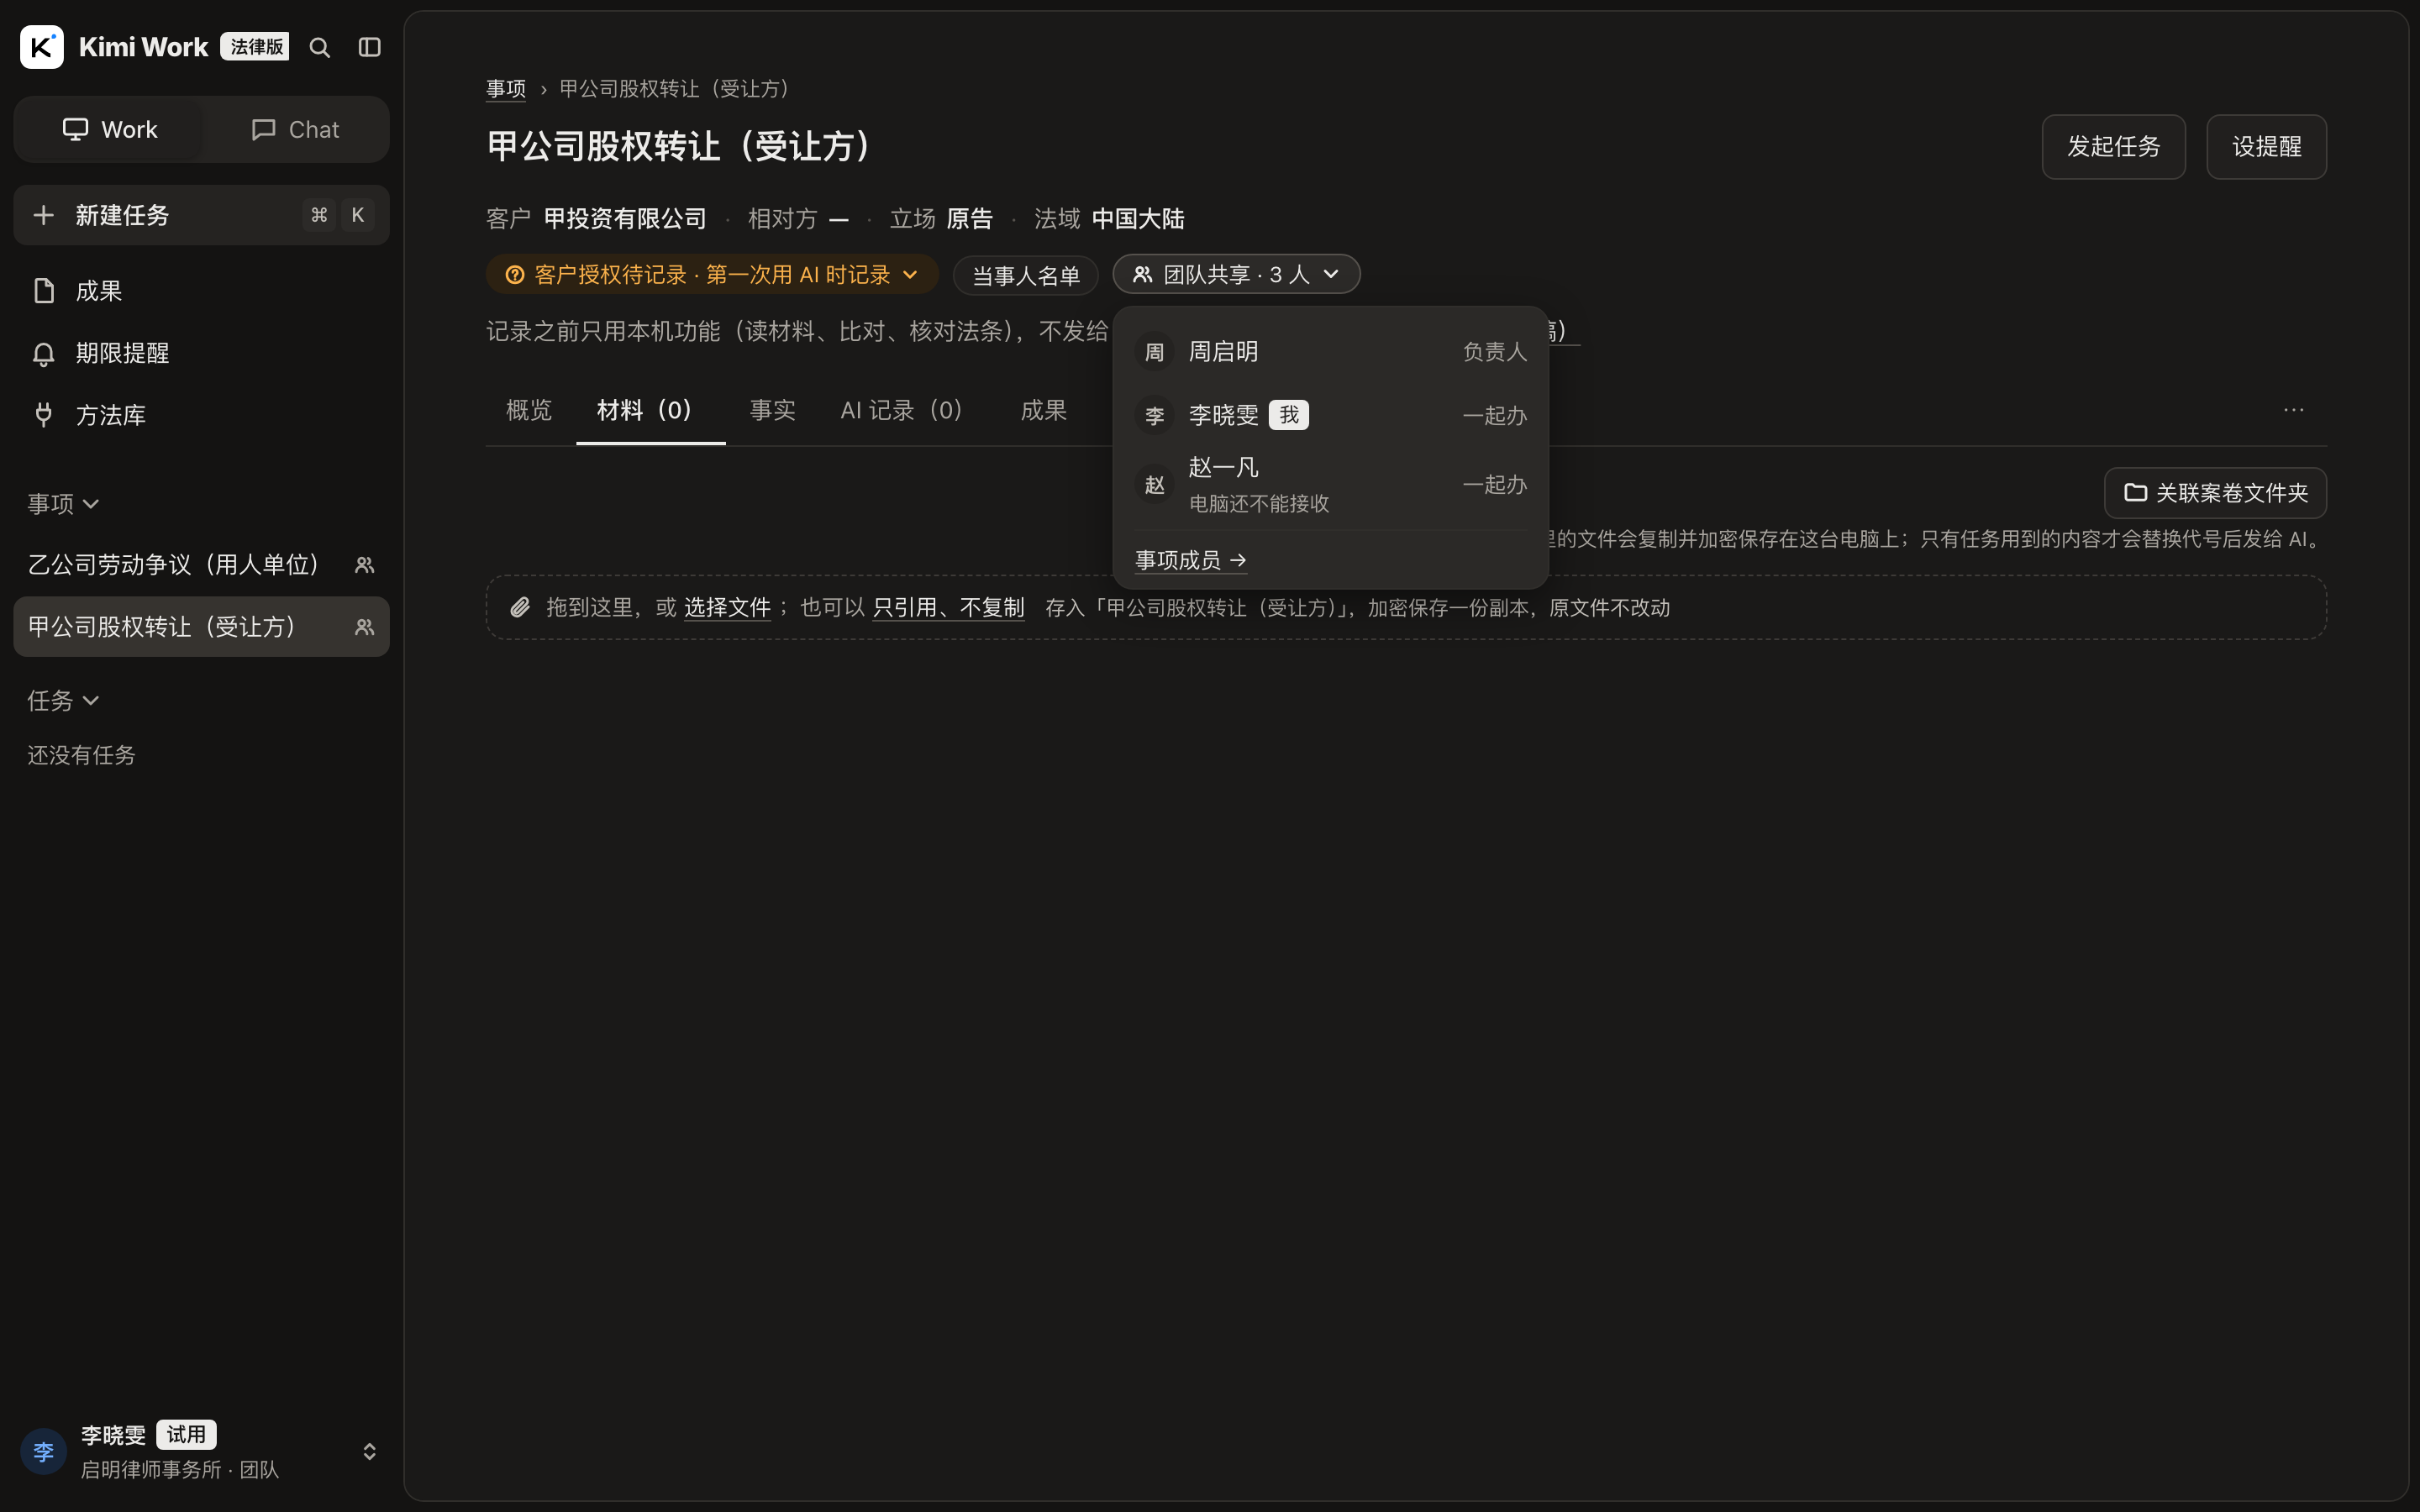 Kimi Work 法律版
Work
Chat
新建任务 ⌘ K
成果
期限提醒
方法库
事项
乙公司劳动争议（用人单位）
甲公司股权转让（受让方）
任务
还没有任务
李 李晓雯 试用
启明律师事务所 · 团队
事项 › 甲公司股权转让（受让方）
甲公司股权转让（受让方）
发起任务 设提醒
客户 甲投资有限公司 · 相对方 — · 立场 原告 · 法域 中国大陆
客户授权待记录 · 第一次用 AI 时记录 当事人名单 团队共享 · 3 人
记录之前只用本机功能（读材料、比对、核对法条），不发给
周 周启明 负责人
李 李晓雯 我 一起办
赵 赵一凡 一起办
电脑还不能接收
事项成员 →
概览 材料（0） 事实 AI 记录（0） 成果 ···
关联案卷文件夹
的文件会复制并加密保存在这台电脑上；只有任务用到的内容才会替换代号后发给 AI。
拖到这里，或 选择文件 ；也可以 只引用、不复制 存入「甲公司股权转让（受让方）」，加密保存一份副本，原文件不改动